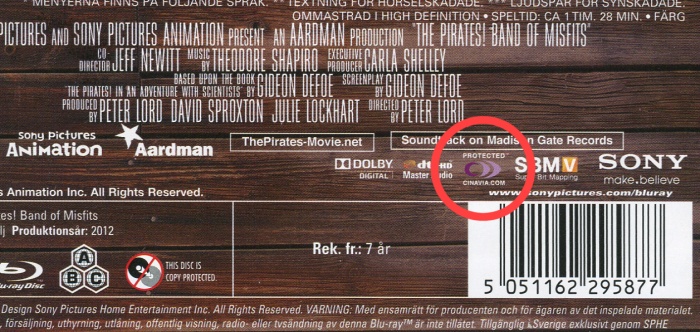 * MENYERNA FINNS PÅ FÖLJANDE SPRÅK. ** TEXTNING FÖR HÖRSELSKADADE. *** LJUDSPÅR FÖR SYNSKADADE.
OMMASTRAD I HIGH DEFINITION • SPELTID: CA 1 TIM. 28 MIN. • FÄRG
PICTURES AND SONY PICTURES ANIMATION PRESENT AN AARDMAN PRODUCTION "THE PIRATES! BAND OF MISFITS"
CO-DIRECTOR JEFF NEWITT MUSIC BY THEODORE SHAPIRO EXECUTIVE PRODUCER CARLA SHELLEY
BASED UPON THE BOOK "THE PIRATES! IN AN ADVENTURE WITH SCIENTISTS" BY GIDEON DEFOE SCREENPLAY BY GIDEON DEFOE
PRODUCED BY PETER LORD DAVID SPROXTON JULIE LOCKHART DIRECTED BY PETER LORD
Sony Pictures
Animation
Aardman
ThePirates-Movie.net
Soundtrack on Madison Gate Records
DOLBY
DIGITAL
dts-HD
Master Audio
PROTECTED
CINAVIA.COM
SBMV
Super Bit Mapping
SONY
make.believe
s Animation Inc. All Rights Reserved.
www.sonypictures.com/bluray
tes! Band of Misfits
lj Produktionsår: 2012
Rek. fr.: 7 år
Blu-ray Disc
A
B
C
THIS DISC IS
COPY PROTECTED.
5 051162 295877
Design Sony Pictures Home Entertainment Inc. All Rights Reserved. VARNING: Med ensamrätt för producenten och för ägaren av det inspelade materialet.
försäljning, uthyrning, utlåning, offentlig visning, radio- eller tvsändning av denna Blu-ray™ är inte tillåtet. Tillgänglig i Sverige exklusivt genom SPHE